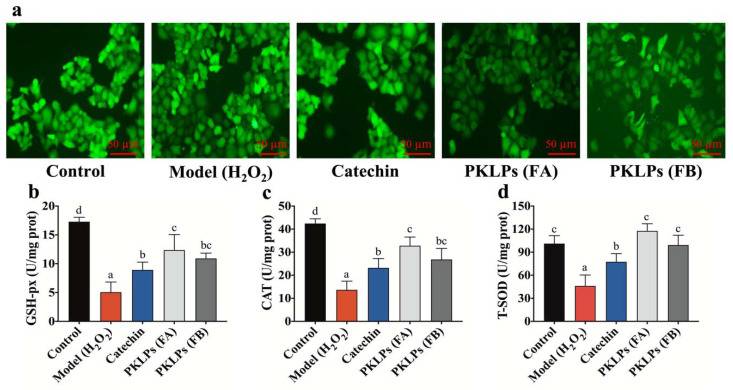 a
50 μm 50 μm 50 μm 50 μm 50 μm
Control Model (H₂O₂) Catechin PKLPs (FA) PKLPs (FB)
b
GSH-px (U/mg prot)
20
15
10
5
0
d
a
b
c
bc
Control
Model (H₂O₂)
Catechin
PKLPs (FA)
PKLPs (FB)
c
CAT (U/mg prot)
50
40
30
20
10
0
d
a
b
c
bc
Control
Model (H₂O₂)
Catechin
PKLPs (FA)
PKLPs (FB)
d
T-SOD (U/mg prot)
150
120
90
60
30
0
c
a
b
c
c
Control
Model (H₂O₂)
Catechin
PKLPs (FA)
PKLPs (FB)